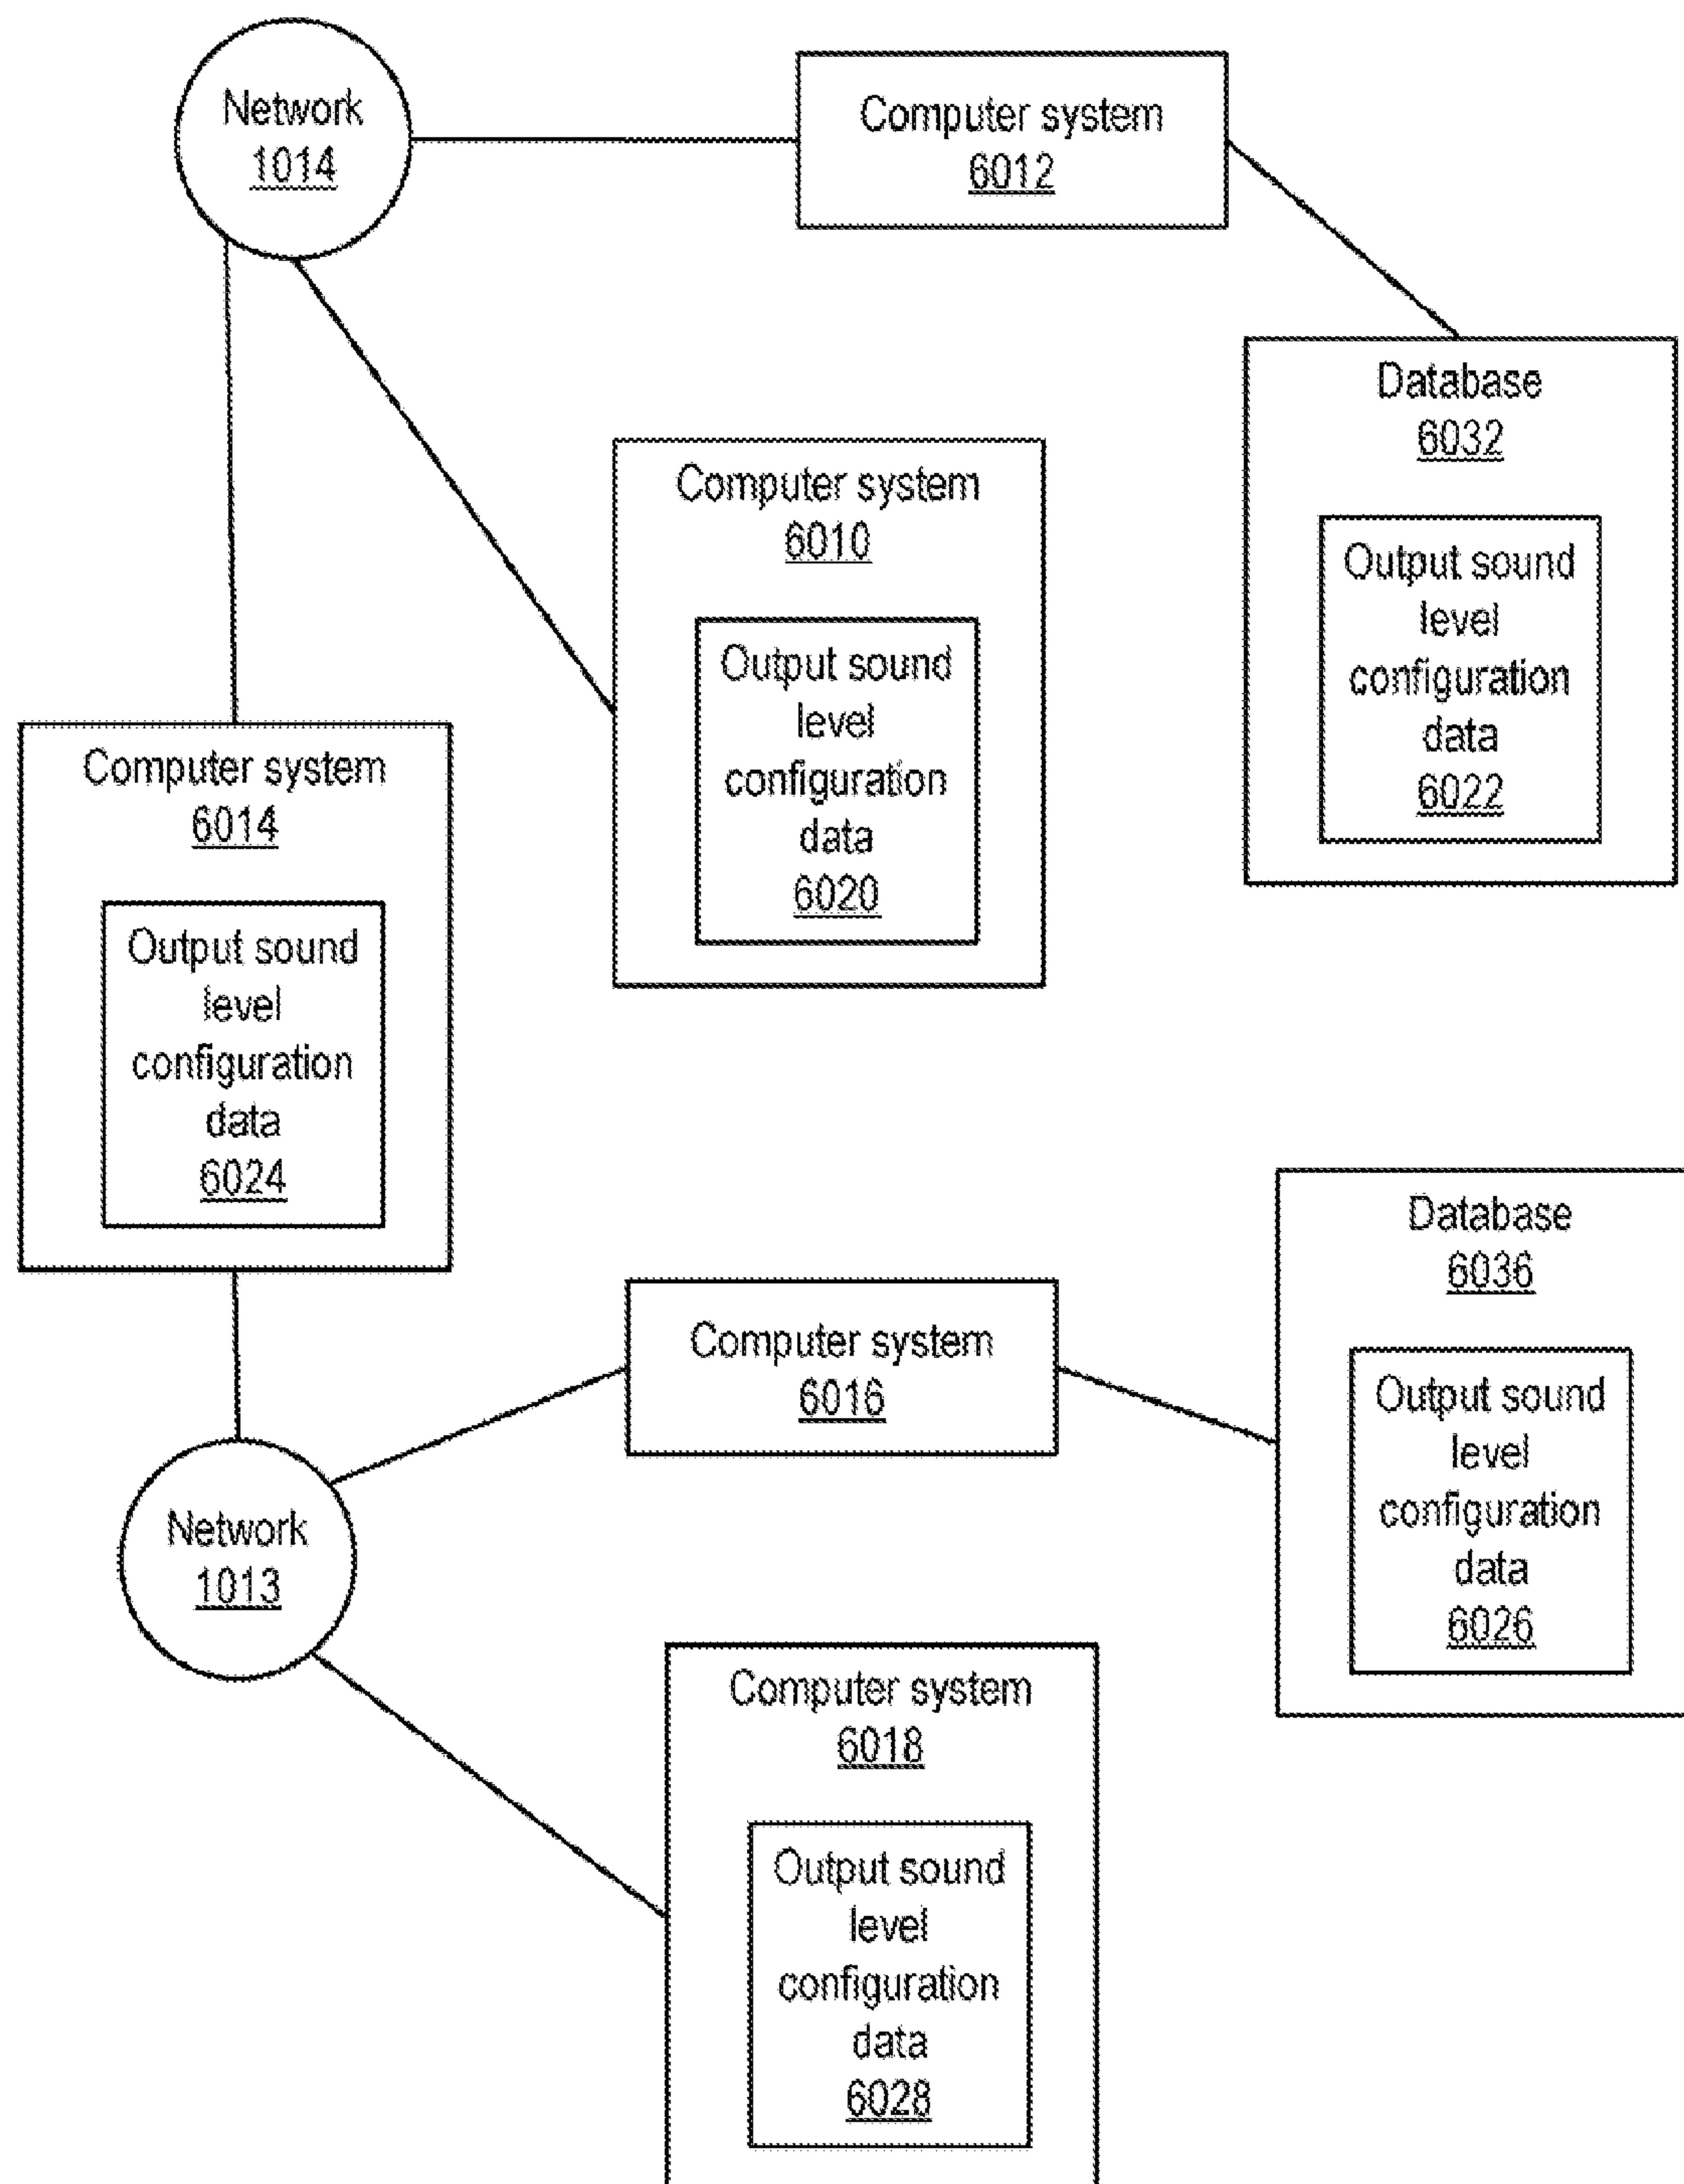 Network
1014
Computer system
6012
Database
6032
Output sound
level
configuration
data
6022
Computer system
6010
Output sound
level
configuration
data
6020
Computer system
6014
Output sound
level
configuration
data
6024
Database
6036
Output sound
level
configuration
data
6026
Computer system
6016
Network
1013
Computer system
6018
Output sound
level
configuration
data
6028